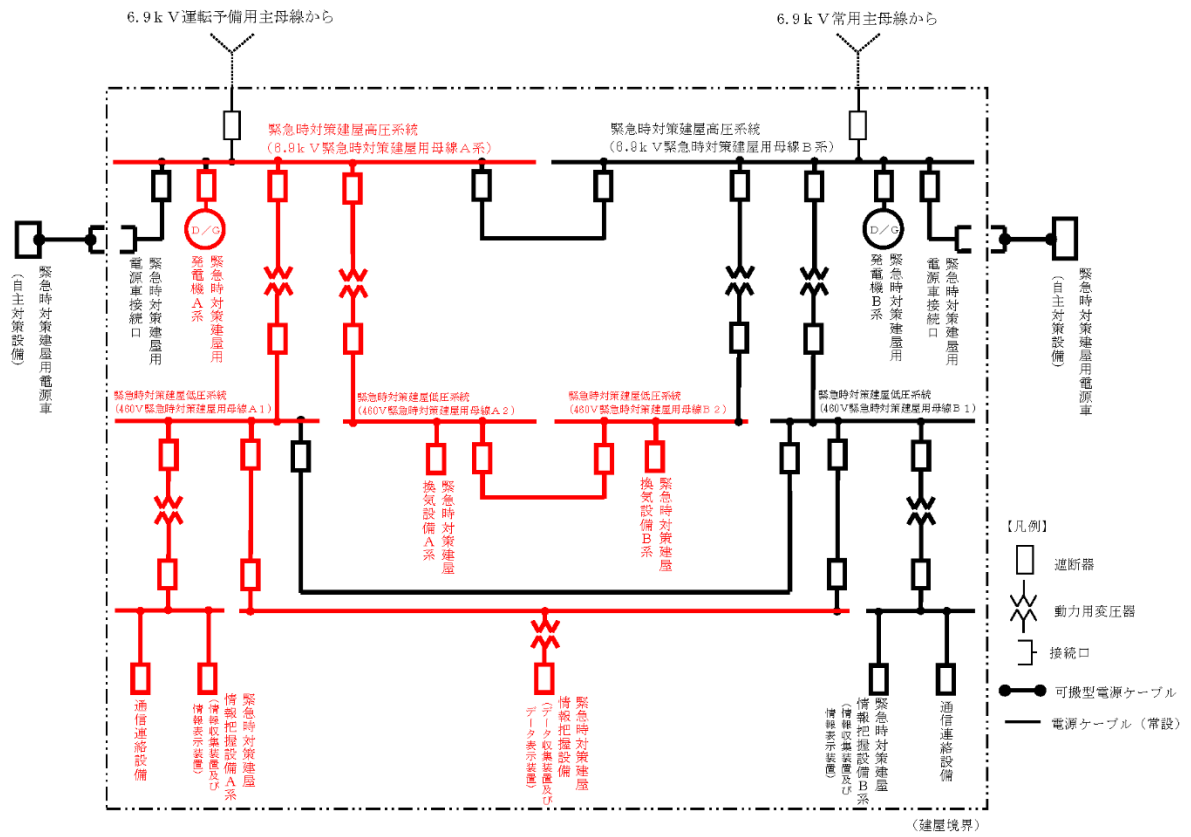 6.9kV運転予備用主母線から
6.9kV常用主母線から
緊急時対策建屋高圧系統
(6.9kV緊急時対策建屋用母線A系)
緊急時対策建屋高圧系統
(6.9kV緊急時対策建屋用母線B系)
緊急時対策建屋用電源車
(自主対策設備)
緊急時対策建屋用
電源車接続口
D/G
緊急時対策建屋用
発電機A系
D/G
緊急時対策建屋用
発電機B系
緊急時対策建屋用
電源車接続口
緊急時対策建屋用電源車
(自主対策設備)
緊急時対策建屋低圧系統
(460V緊急時対策建屋用母線A1)
緊急時対策建屋低圧系統
(460V緊急時対策建屋用母線A2)
緊急時対策建屋低圧系統
(460V緊急時対策建屋用母線B2)
緊急時対策建屋低圧系統
(460V緊急時対策建屋用母線B1)
緊急時対策建屋
換気設備A系
緊急時対策建屋
換気設備B系
通信連絡設備
緊急時対策建屋
情報把握設備A系
(情報収集装置及び
情報表示装置)
緊急時対策建屋
情報把握設備
(データ収集装置及び
データ表示装置)
緊急時対策建屋
情報把握設備B系
(情報収集装置及び
情報表示装置)
通信連絡設備
【凡例】
遮断器
動力用変圧器
接続口
可搬型電源ケーブル
電源ケーブル(常設)
(建屋境界)